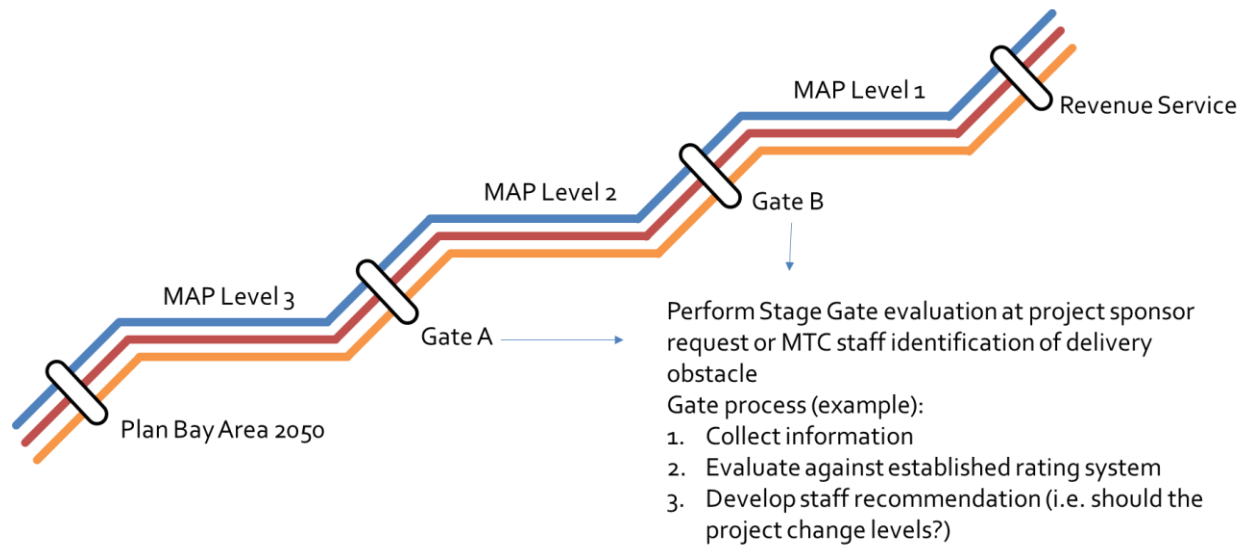 MAP Level 1
Revenue Service
MAP Level 2
Gate B
MAP Level 3
Gate A
Plan Bay Area 2050
Perform Stage Gate evaluation at project sponsor
request or MTC staff identification of delivery
obstacle
Gate process (example):
1. Collect information
2. Evaluate against established rating system
3. Develop staff recommendation (i.e. should the
project change levels?)